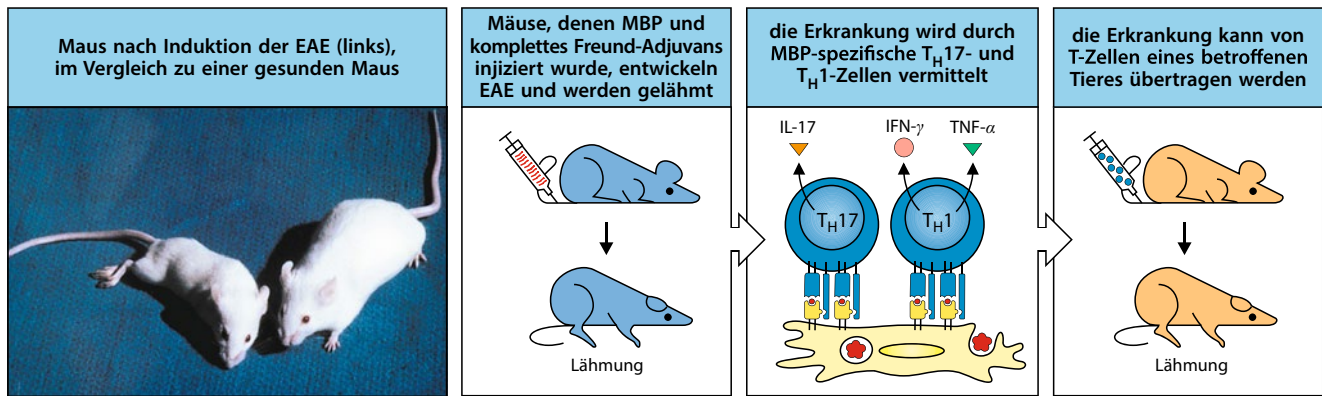 Maus nach Induktion der EAE (links),
im Vergleich zu einer gesunden Maus
Mäuse, denen MBP und
komplettes Freund-Adjuvans
injiziert wurde, entwickeln
EAE und werden gelähmt
Lähmung
die Erkrankung wird durch
MBP-spezifische TH17- und
TH1-Zellen vermittelt
IL-17 IFN-γ TNF-α
TH17 TH1
die Erkrankung kann von
T-Zellen eines betroffenen
Tieres übertragen werden
Lähmung